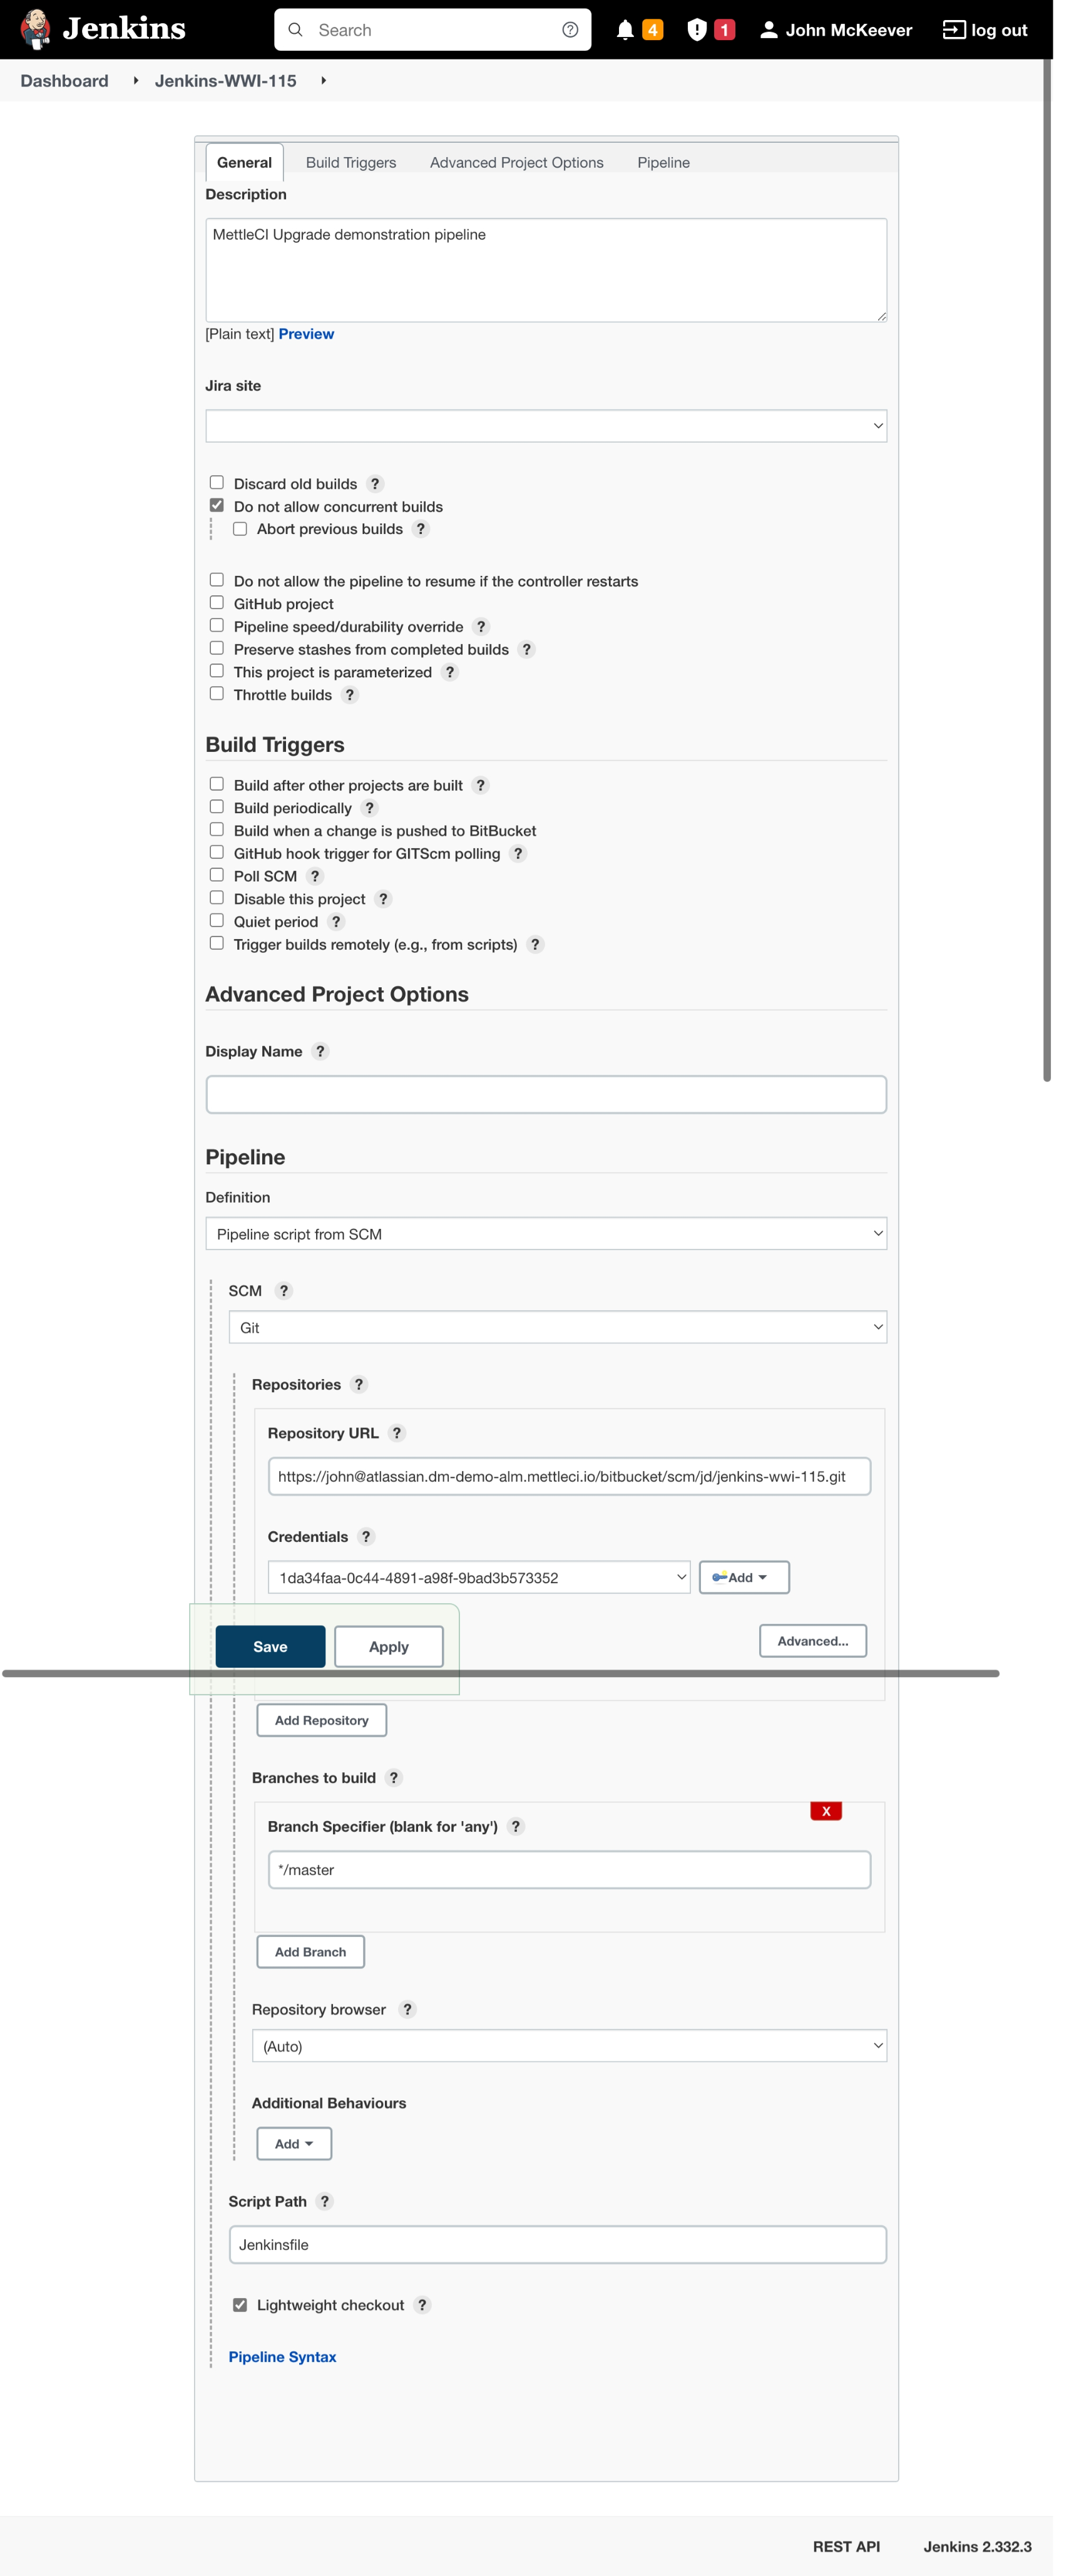 Jenkins
Search
4
1
John McKeever
log out
Dashboard
Jenkins-WWI-115
General
Build Triggers
Advanced Project Options
Pipeline
Description
MettleCI Upgrade demonstration pipeline
[Plain text] Preview
Jira site
Discard old builds ?
Do not allow concurrent builds
Abort previous builds ?
Do not allow the pipeline to resume if the controller restarts
GitHub project
Pipeline speed/durability override ?
Preserve stashes from completed builds ?
This project is parameterized ?
Throttle builds ?
Build Triggers
Build after other projects are built ?
Build periodically ?
Build when a change is pushed to BitBucket
GitHub hook trigger for GITScm polling ?
Poll SCM ?
Disable this project ?
Quiet period ?
Trigger builds remotely (e.g., from scripts) ?
Advanced Project Options
Display Name ?
Pipeline
Definition
Pipeline script from SCM
SCM ?
Git
Repositories ?
Repository URL ?
https://john@atlassian.dm-demo-alm.mettleci.io/bitbucket/scm/jd/jenkins-wwi-115.git
Credentials ?
1da34faa-0c44-4891-a98f-9bad3b573352
Add
Advanced...
Save
Apply
Add Repository
Branches to build ?
X
Branch Specifier (blank for 'any') ?
*/master
Add Branch
Repository browser ?
(Auto)
Additional Behaviours
Add
Script Path ?
Jenkinsfile
Lightweight checkout ?
Pipeline Syntax
REST API
Jenkins 2.332.3